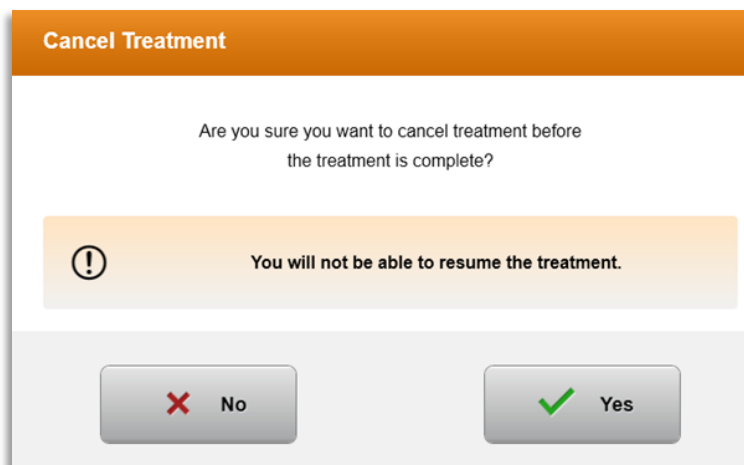 Cancel Treatment
Are you sure you want to cancel treatment before
the treatment is complete?
You will not be able to resume the treatment.
No
Yes